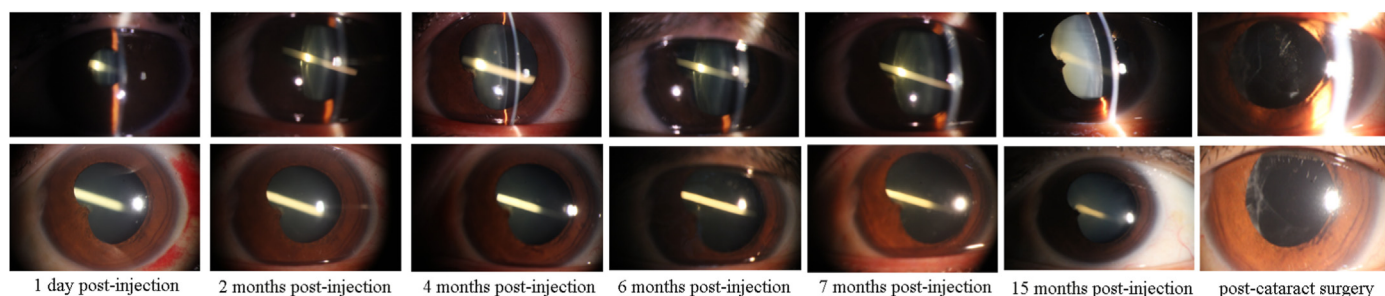 1 day post-injection
2 months post-injection
4 months post-injection
6 months post-injection
7 months post-injection
15 months post-injection
post-cataract surgery